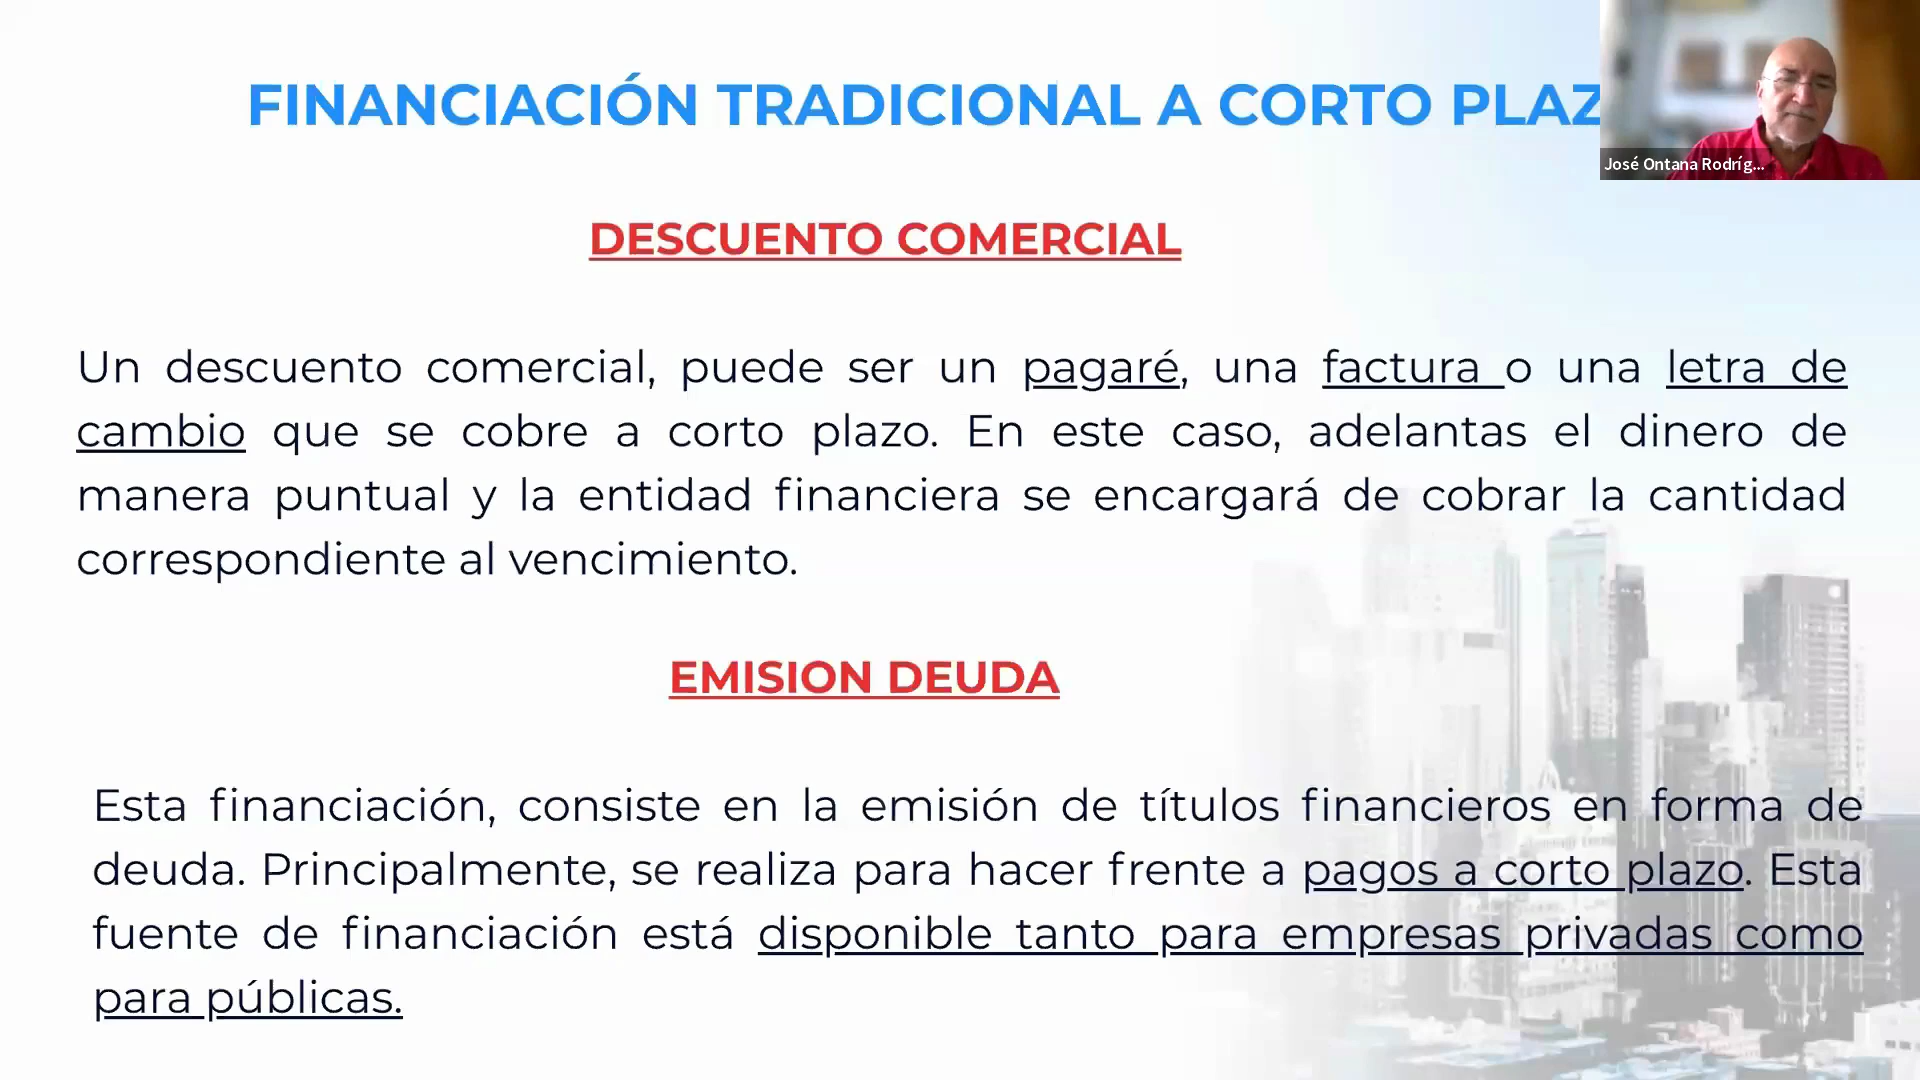 FINANCIACIÓN TRADICIONAL A CORTO PLAZ
José Ontana Rodríg...
DESCUENTO COMERCIAL
Un descuento comercial, puede ser un pagaré, una factura o una letra de
cambio que se cobre a corto plazo. En este caso, adelantas el dinero de
manera puntual y la entidad financiera se encargará de cobrar la cantidad
correspondiente al vencimiento.
EMISION DEUDA
Esta financiación, consiste en la emisión de títulos financieros en forma de
deuda. Principalmente, se realiza para hacer frente a pagos a corto plazo. Esta
fuente de financiación está disponible tanto para empresas privadas como
para públicas.